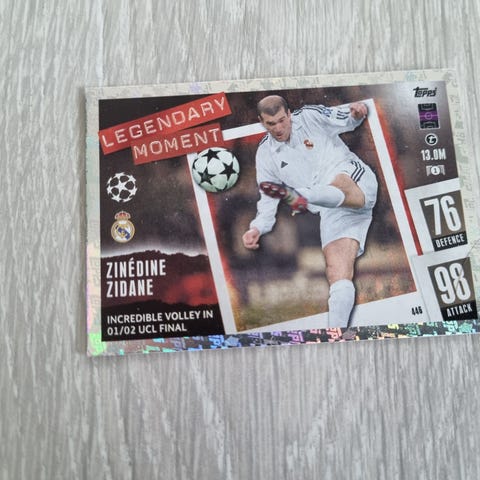 topps
LEGENDARY
MOMENT
13.0M
76
DEFENCE
98
ATTACK
ZINÉDINE
ZIDANE
INCREDIBLE VOLLEY IN
01/02 UCL FINAL
446